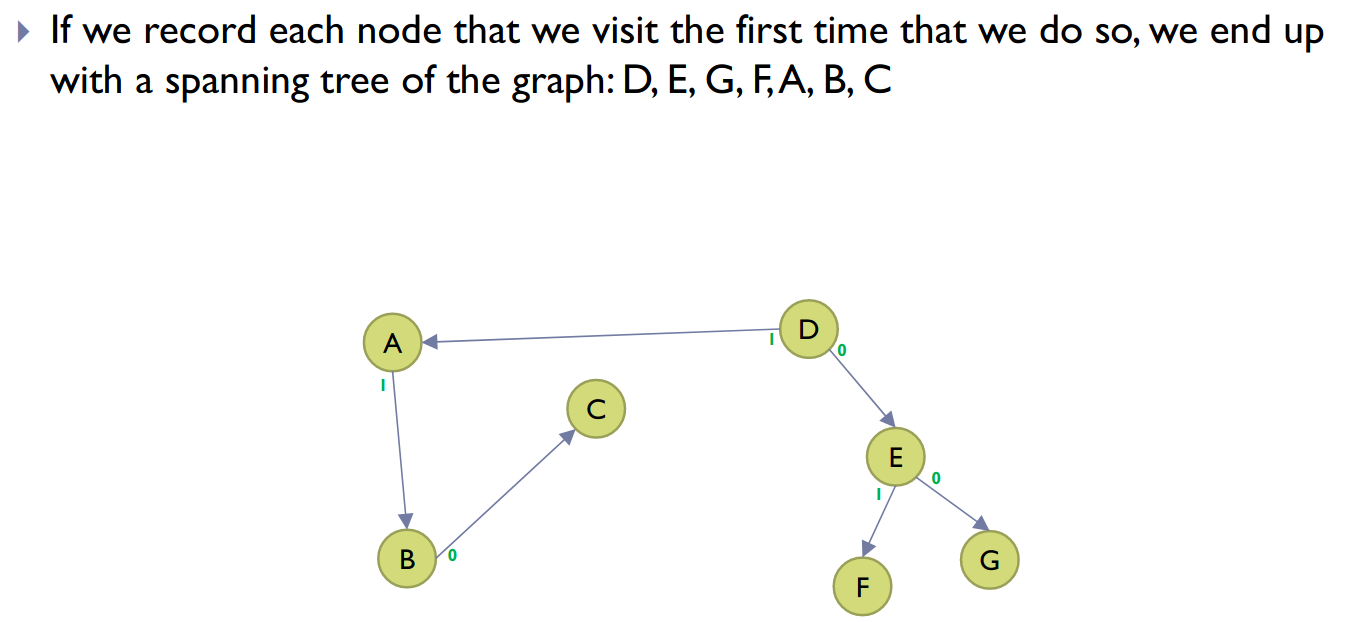 If we record each node that we visit the first time that we do so, we end up
with a spanning tree of the graph: D, E, G, F, A, B, C
D
A
1
0
1
C
E
0
1
B
0
G
F